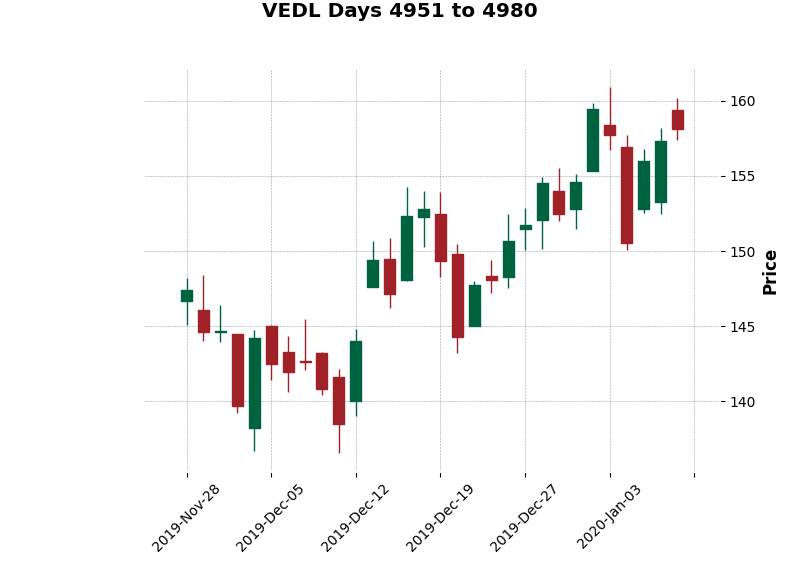 VEDL Days 4951 to 4980
160
155
150
145
140
Price
2019-Nov-28
2019-Dec-05
2019-Dec-12
2019-Dec-19
2019-Dec-27
2020-Jan-03